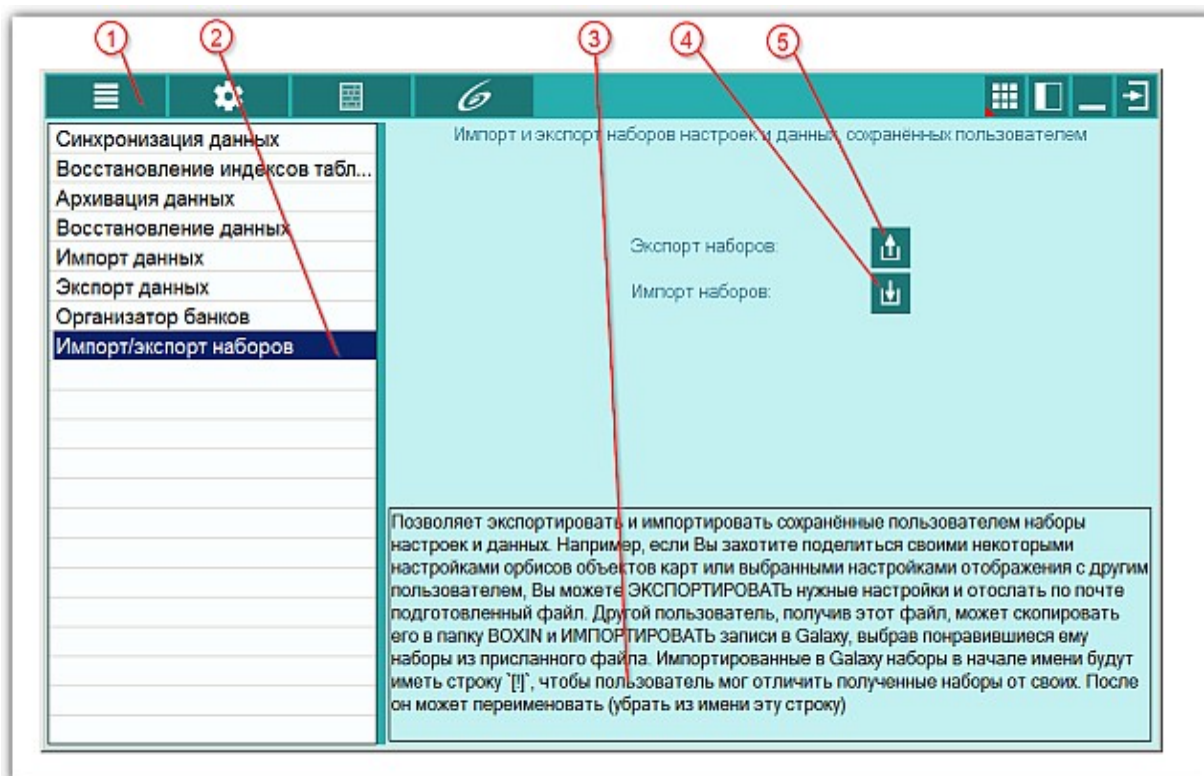 1 2 3 4 5
Синхронизация данных
Восстановление индексов табл...
Архивация данных
Восстановление данных
Импорт данных
Экспорт данных
Организатор банков
Импорт/экспорт наборов
Импорт и экспорт наборов настроек и данных, сохранённых пользователем
Экспорт наборов:
Импорт наборов:
Позволяет экспортировать и импортировать сохранённые пользователем наборы
настроек и данных. Например, если Вы захотите поделиться своими некоторыми
настройками орбисов объектов карт или выбранными настройками отображения с другим
пользователем, Вы можете ЭКСПОРТИРОВАТЬ нужные настройки и отослать по почте
подготовленный файл. Другой пользователь, получив этот файл, может скопировать
его в папку BOXIN и ИМПОРТИРОВАТЬ записи в Galaxy, выбрав понравившиеся ему
наборы из присланного файла. Импортированные в Galaxy наборы в начале имени будут
иметь строку `[!]`, чтобы пользователь мог отличить полученные наборы от своих. После
он может переименовать (убрать из имени эту строку)